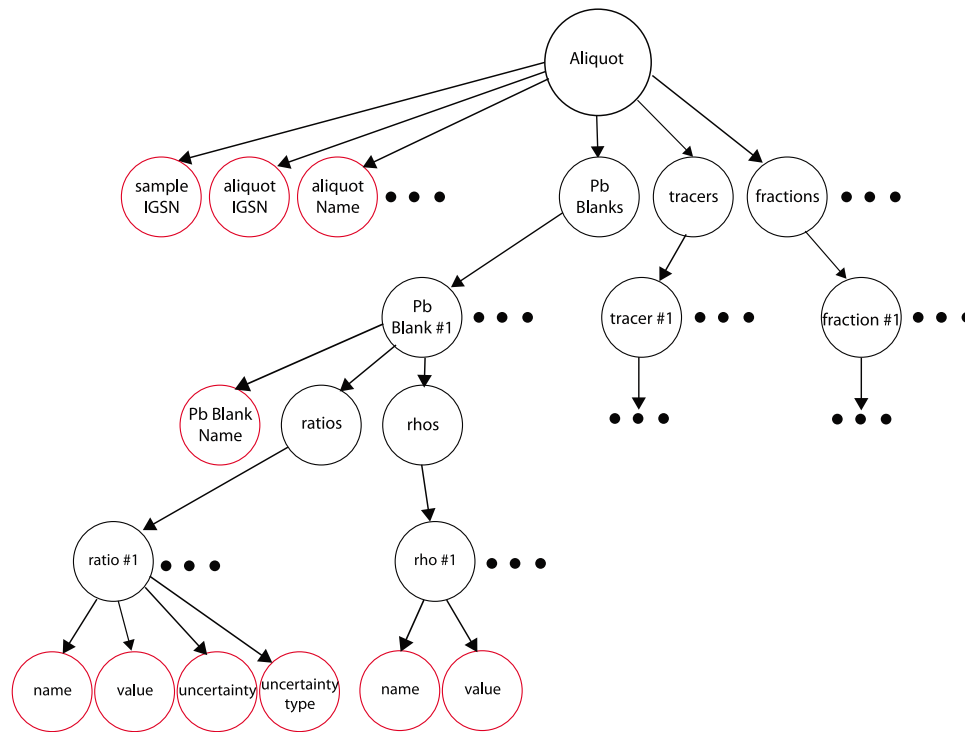 Aliquot
sample
IGSN
aliquot
IGSN
aliquot
Name
Pb
Blanks
tracers
fractions
Pb
Blank #1
tracer #1
fraction #1
Pb Blank
Name
ratios
rhos
ratio #1
rho #1
name
value
uncertainty
uncertainty
type
name
value